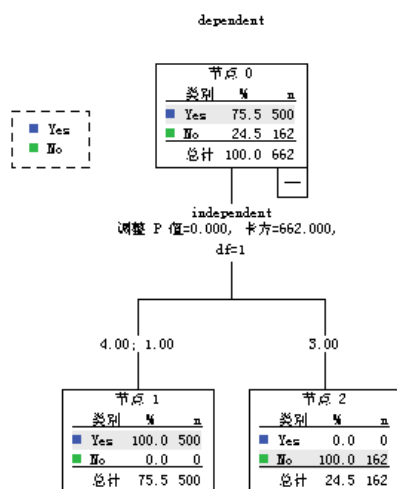 dependent
Yes
No
节点 0
类别 % n
Yes 75.5 500
No 24.5 162
总计 100.0 662
independent
调整 P 值=0.000, 卡方=662.000,
df=1
4.00; 1.00
3.00
节点 1
类别 % n
Yes 100.0 500
No 0.0 0
总计 75.5 500
节点 2
类别 % n
Yes 0.0 0
No 100.0 162
总计 24.5 162